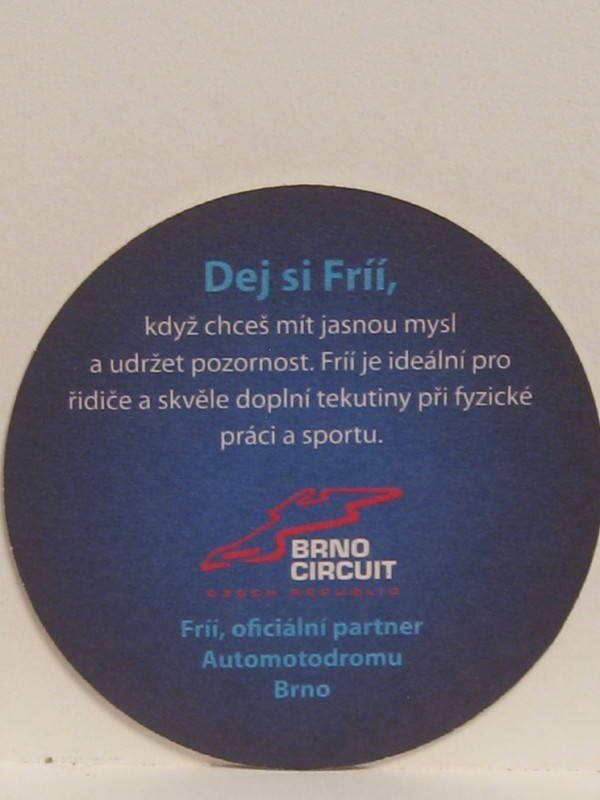 Dej si Fríí,
když chceš mít jasnou mysl
a udržet pozornost. Fríí je ideální pro
řidiče a skvěle doplní tekutiny při fyzické
práci a sportu.
BRNO
CIRCUIT
CZECH REPUBLIC
Fríí, oficiální partner
Automotodromu
Brno